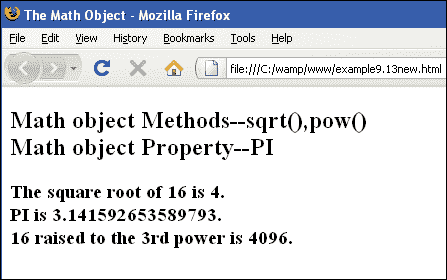 The Math Object - Mozilla Firefox
File Edit View History Bookmarks Tools Help
file:///C:/wamp/www/example9.13new.html
Math object Methods--sqrt(),pow()
Math object Property--PI
The square root of 16 is 4.
PI is 3.141592653589793.
16 raised to the 3rd power is 4096.